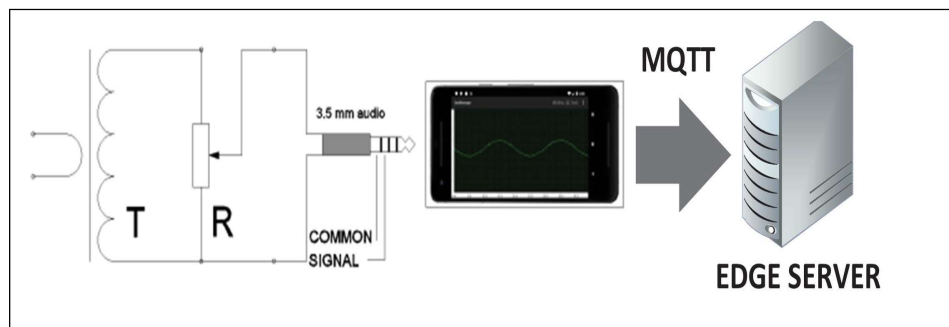 T
R
3.5 mm audio
COMMON
SIGNAL
MQTT
EDGE SERVER